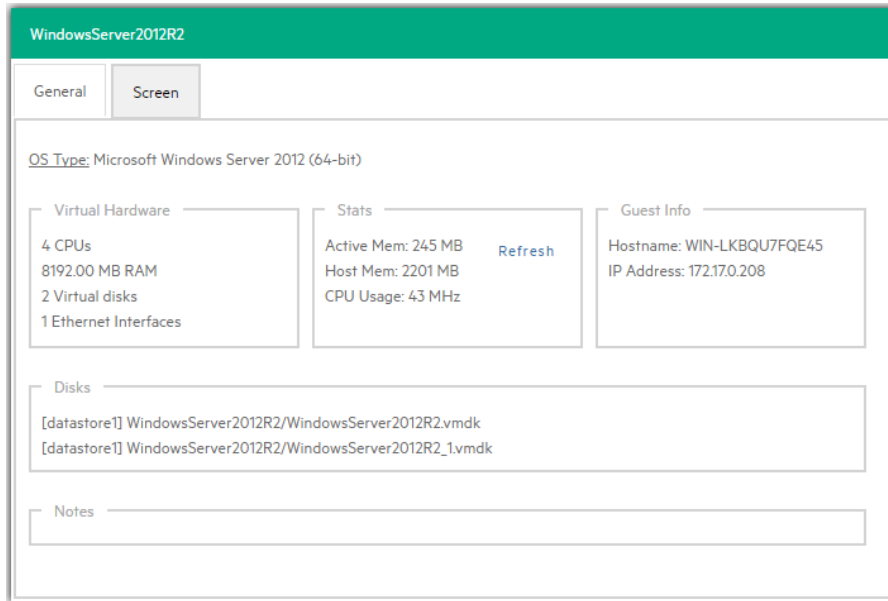 WindowsServer2012R2
General
Screen
OS Type: Microsoft Windows Server 2012 (64-bit)
Virtual Hardware
4 CPUs
8192.00 MB RAM
2 Virtual disks
1 Ethernet Interfaces
Stats
Active Mem: 245 MB
Refresh
Host Mem: 2201 MB
CPU Usage: 43 MHz
Guest Info
Hostname: WIN-LKBQU7FQE45
IP Address: 172.17.0.208
Disks
[datastore1] WindowsServer2012R2/WindowsServer2012R2.vmdk
[datastore1] WindowsServer2012R2/WindowsServer2012R2_1.vmdk
Notes